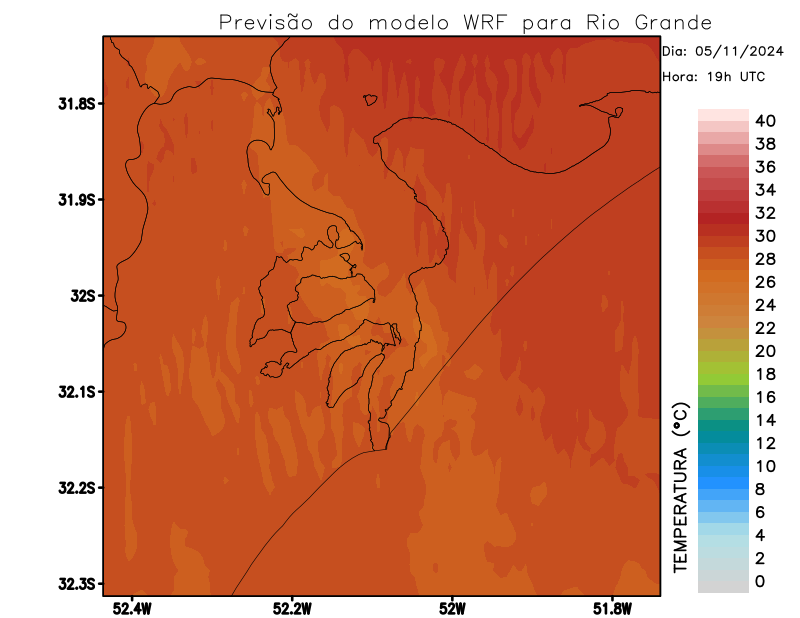 Previsão do modelo WRF para Rio Grande
Dia: 05/11/2024
Hora: 19h UTC
31.8S
31.9S
32S
32.1S
32.2S
32.3S
52.4W
52.2W
52W
51.8W
TEMPERATURA (°C)
40
38
36
34
32
30
28
26
24
22
20
18
16
14
12
10
8
6
4
2
0